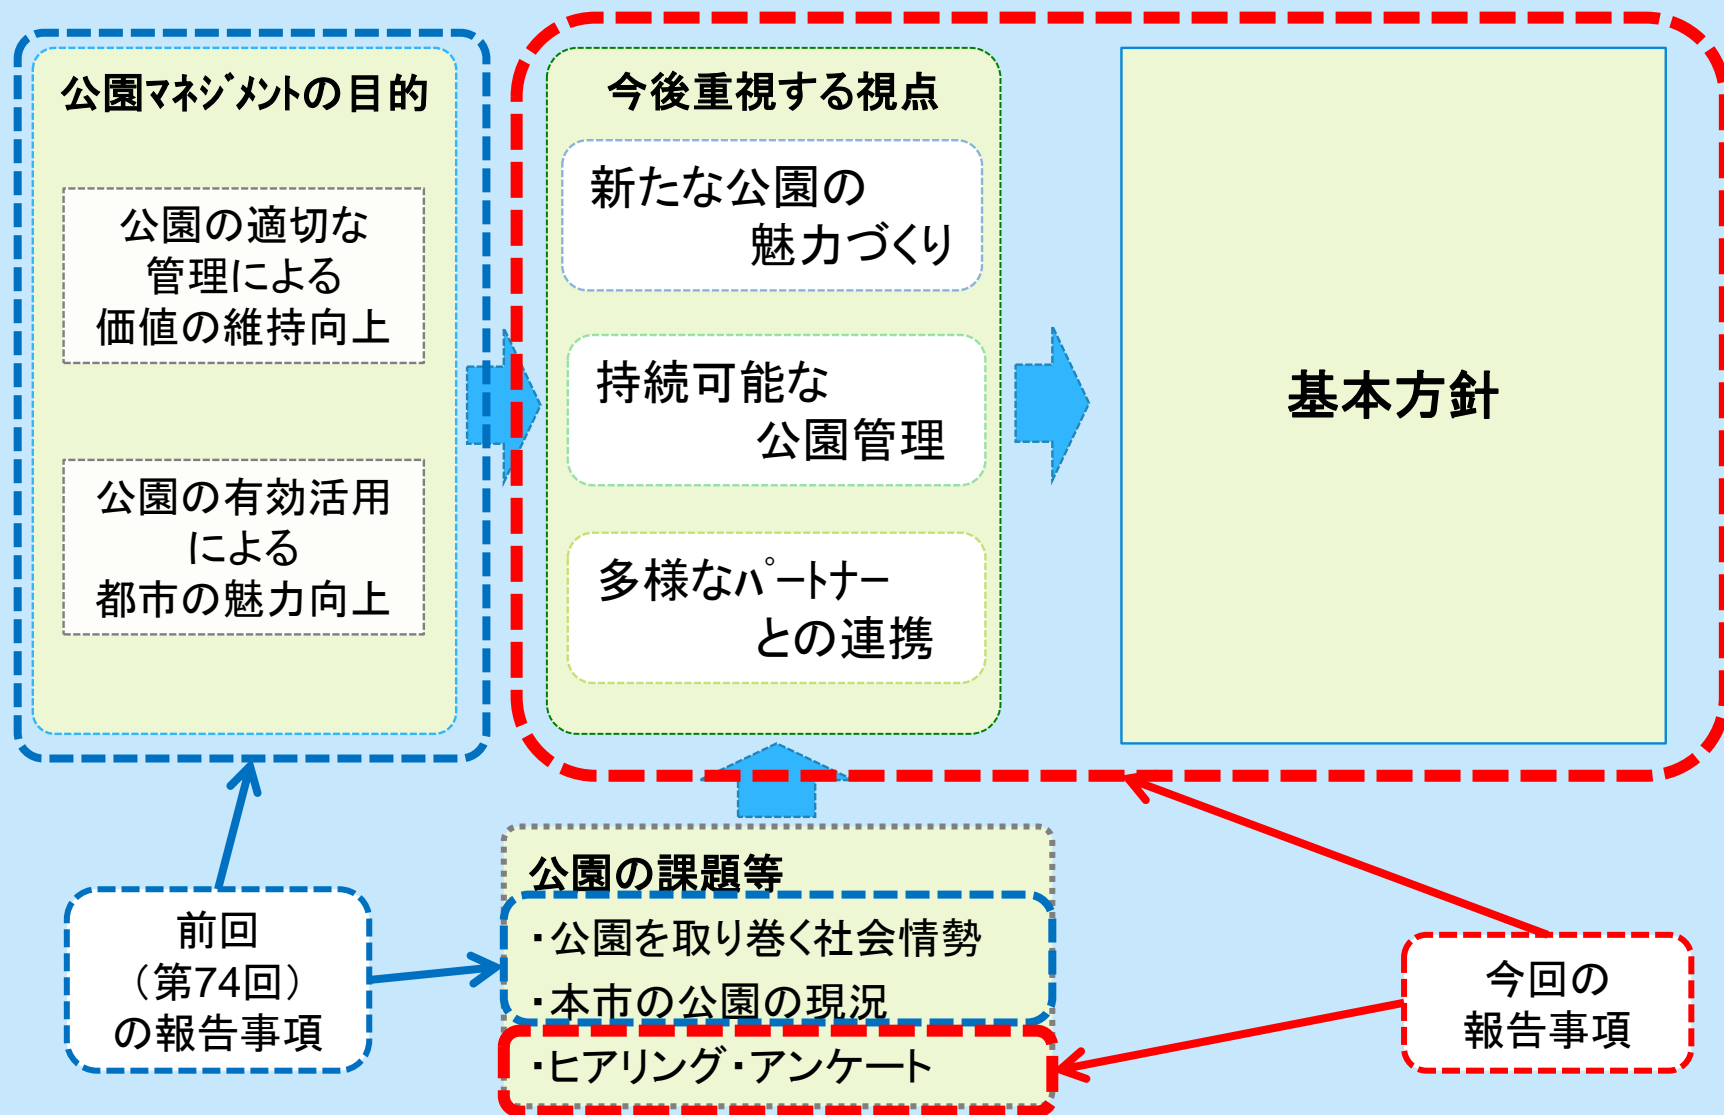 公園マネジメントの目的
公園の適切な
管理による
価値の維持向上
公園の有効活用
による
都市の魅力向上
今後重視する視点
新たな公園の
魅力づくり
持続可能な
公園管理
多様なパートナー
との連携
基本方針
公園の課題等
・公園を取り巻く社会情勢
・本市の公園の現況
・ヒアリング・アンケート
前回
（第74回）
の報告事項
今回の
報告事項